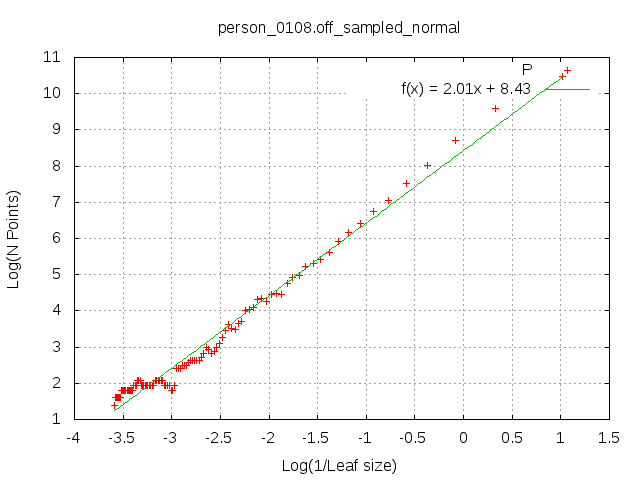 person_0108.off_sampled_normal
Log(N Points)
11
10
9
8
7
6
5
4
3
2
1
P
f(x) = 2.01x + 8.43
-4 -3.5 -3 -2.5 -2 -1.5 -1 -0.5 0 0.5 1 1.5
Log(1/Leaf size)